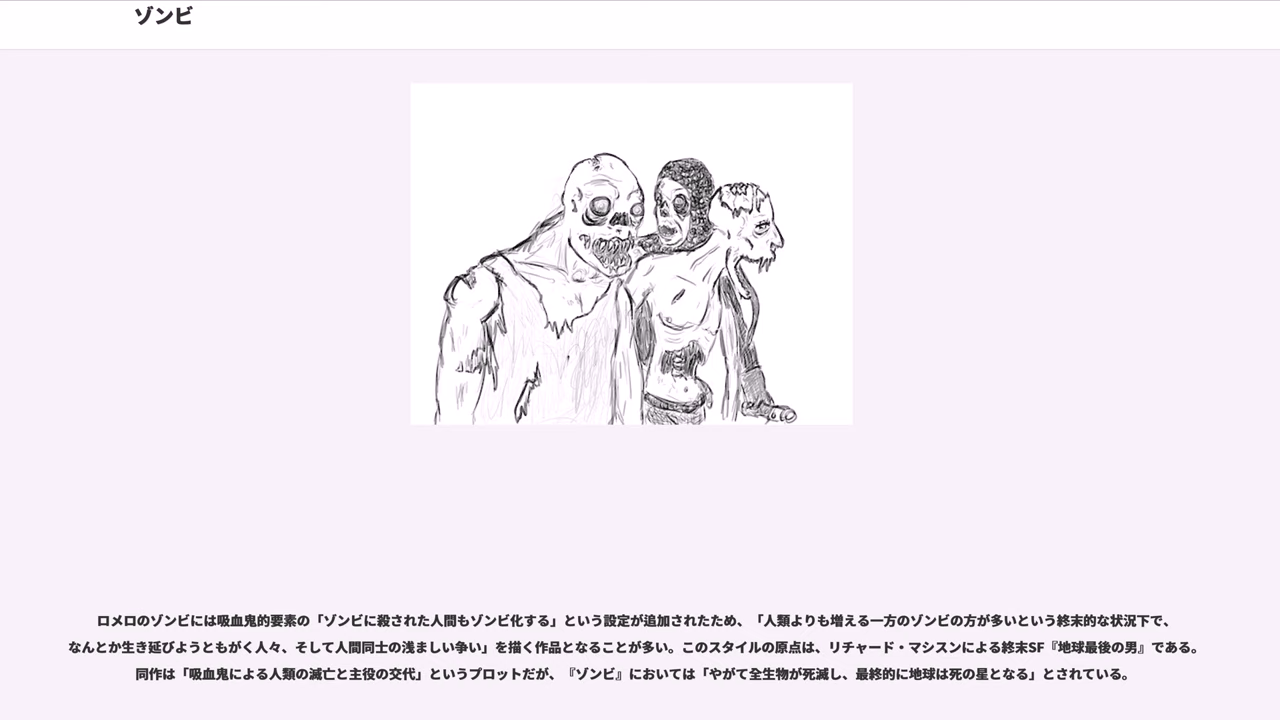 ゾンビ
ロメロのゾンビには吸血鬼的要素の「ゾンビに殺された人間もゾンビ化する」という設定が追加されたため、「人類よりも増える一方のゾンビの方が多いという終末的な状況下で、
なんとか生き延びようともがく人々、そして人間同士の浅ましい争い」を描く作品となることが多い。このスタイルの原点は、リチャード・マシスンによる終末SF『地球最後の男』である。
同作は「吸血鬼による人類の滅亡と主役の交代」というプロットだが、『ゾンビ』においては「やがて全生物が死滅し、最終的に地球は死の星となる」とされている。